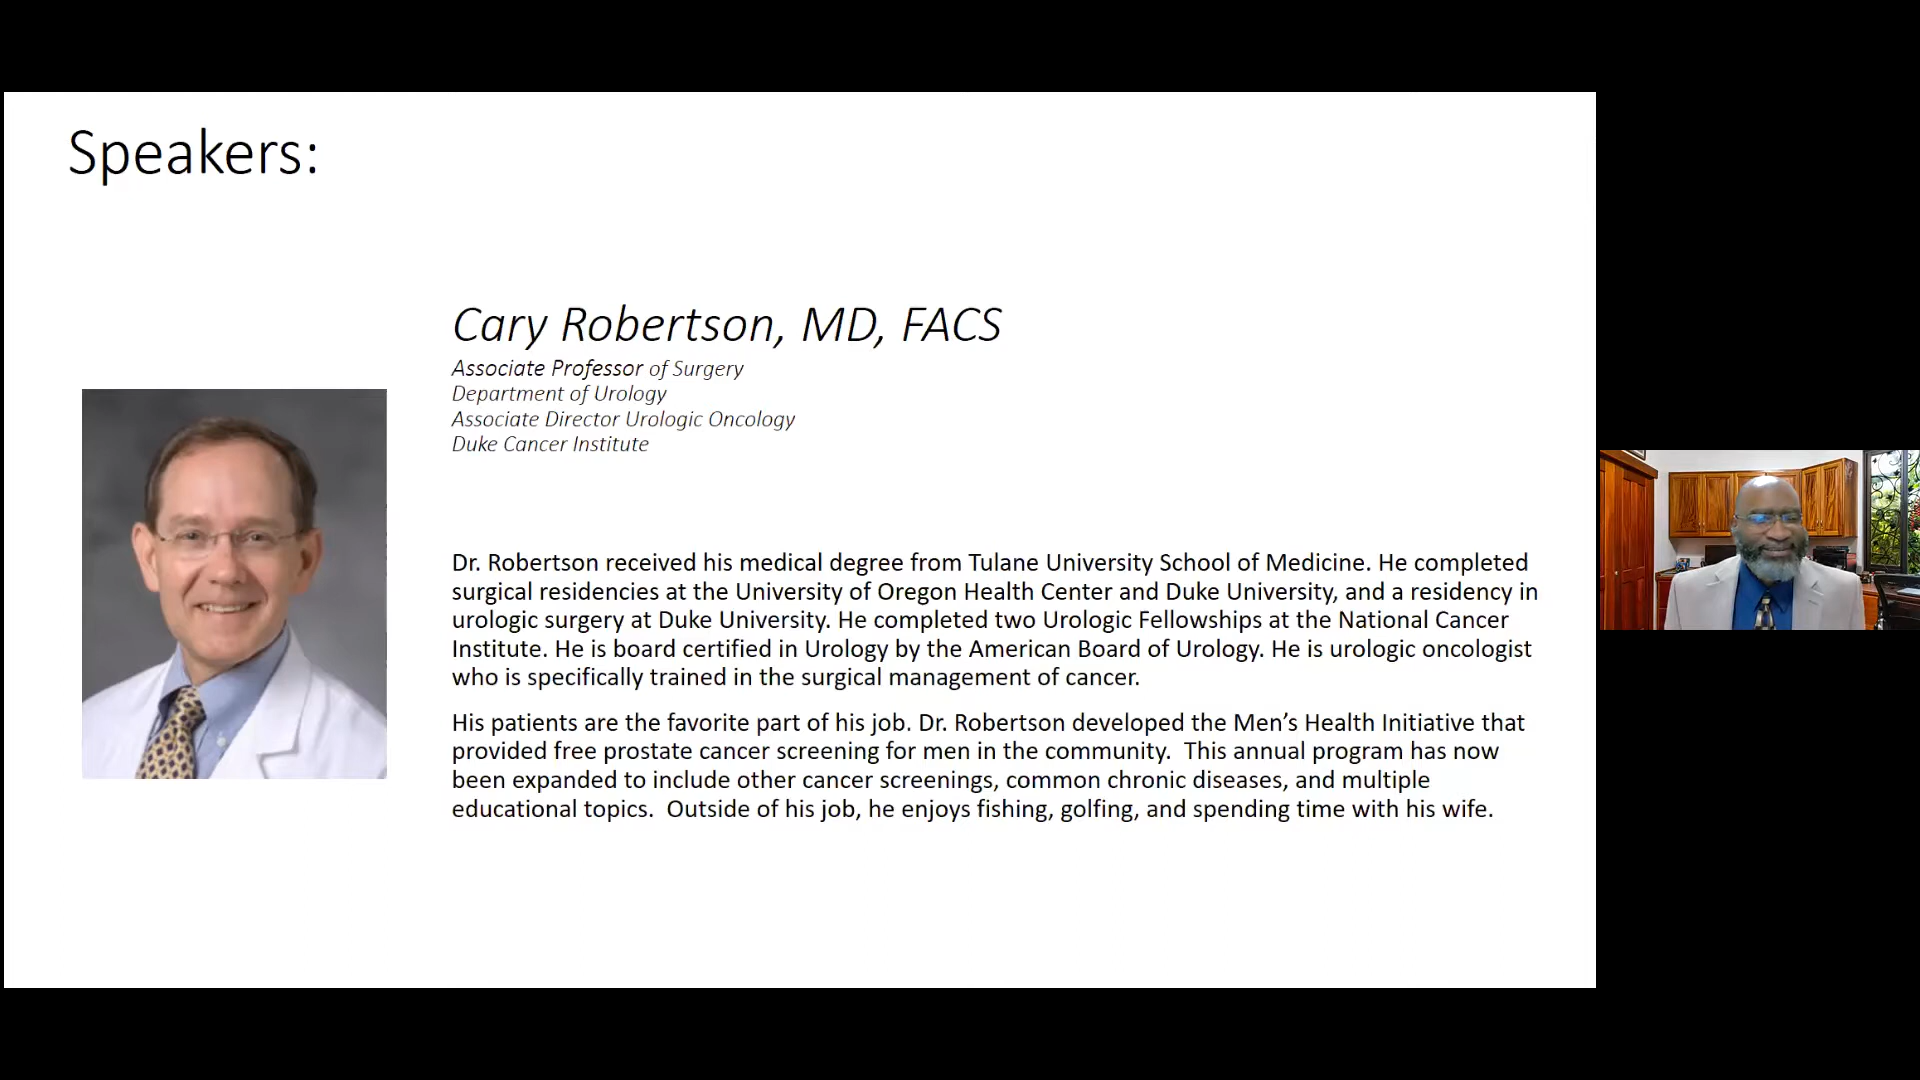 Speakers:
Cary Robertson, MD, FACS
Associate Professor of Surgery
Department of Urology
Associate Director Urologic Oncology
Duke Cancer Institute
Dr. Robertson received his medical degree from Tulane University School of Medicine. He completed
surgical residencies at the University of Oregon Health Center and Duke University, and a residency in
urologic surgery at Duke University. He completed two Urologic Fellowships at the National Cancer
Institute. He is board certified in Urology by the American Board of Urology. He is urologic oncologist
who is specifically trained in the surgical management of cancer.
His patients are the favorite part of his job. Dr. Robertson developed the Men’s Health Initiative that
provided free prostate cancer screening for men in the community.  This annual program has now
been expanded to include other cancer screenings, common chronic diseases, and multiple
educational topics.  Outside of his job, he enjoys fishing, golfing, and spending time with his wife.